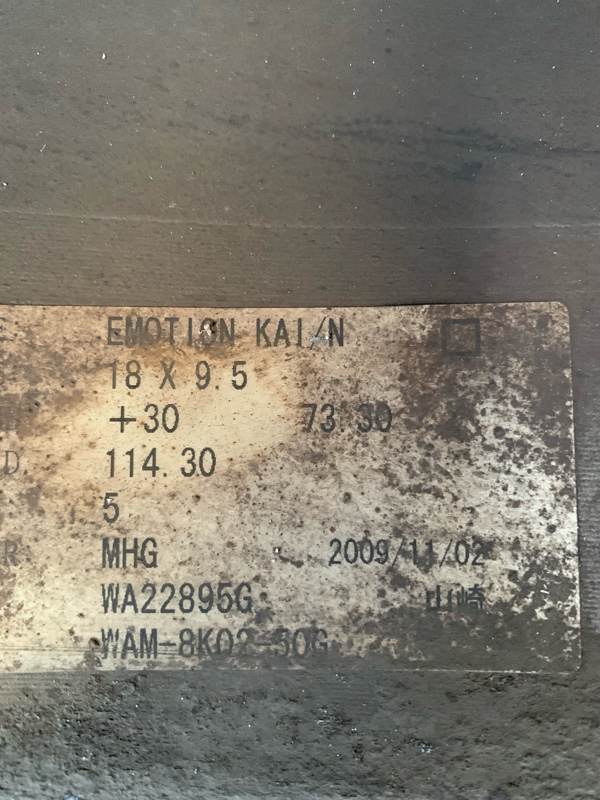 EMOTION KAI/N
18 X 9.5
+30 73.30
D. 114.30
5
R MHG 2009/11/02
WA22895G 山崎
WAM-8K02-50G